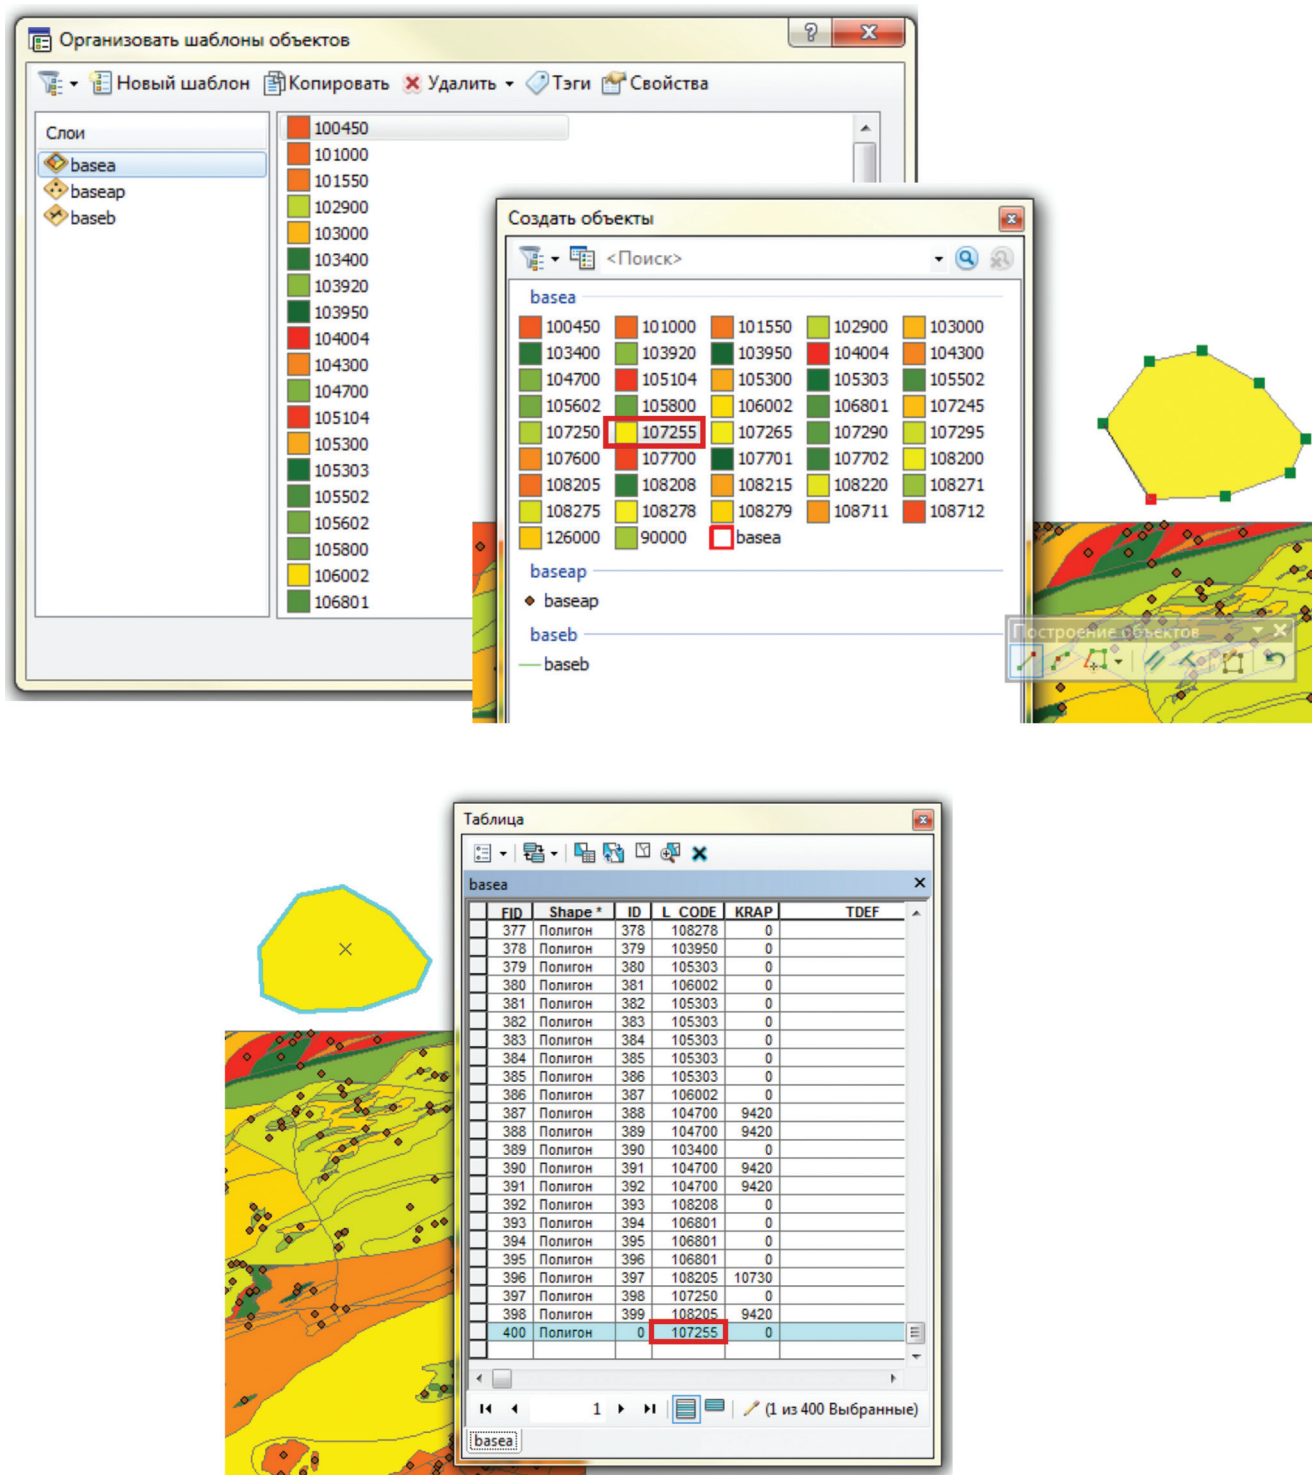 Организовать шаблоны объектов
Новый шаблон Копировать Удалить Тэги Свойства
Слои
basea
baseap
baseb
100450
101000
101550
102900
103000
103400
103920
103950
104004
104300
104700
105104
105300
105303
105502
105602
105800
106002
106801
Создать объекты
<Поиск>
basea
100450 101000 101550 102900 103000
103400 103920 103950 104004 104300
104700 105104 105300 105303 105502
105602 105800 106002 106801 107245
107250 107255 107265 107290 107295
107600 107700 107701 107702 108200
108205 108208 108215 108220 108271
108275 108278 108279 108711 108712
126000 90000 basea
baseap
baseap
baseb
baseb
Построение объектов
Таблица
basea
FID Shape * ID L_CODE KRAP TDEF
377 Полигон 378 108278 0
378 Полигон 379 103950 0
379 Полигон 380 105303 0
380 Полигон 381 106002 0
381 Полигон 382 105303 0
382 Полигон 383 105303 0
383 Полигон 384 105303 0
384 Полигон 385 105303 0
385 Полигон 386 105303 0
386 Полигон 387 106002 0
387 Полигон 388 104700 9420
388 Полигон 389 104700 9420
389 Полигон 390 103400 0
390 Полигон 391 104700 9420
391 Полигон 392 104700 9420
392 Полигон 393 108208 0
393 Полигон 394 106801 0
394 Полигон 395 106801 0
395 Полигон 396 106801 0
396 Полигон 397 108205 10730
397 Полигон 398 107250 0
398 Полигон 399 108205 9420
400 Полигон 0 107255 0
1 (1 из 400 Выбранные)
basea